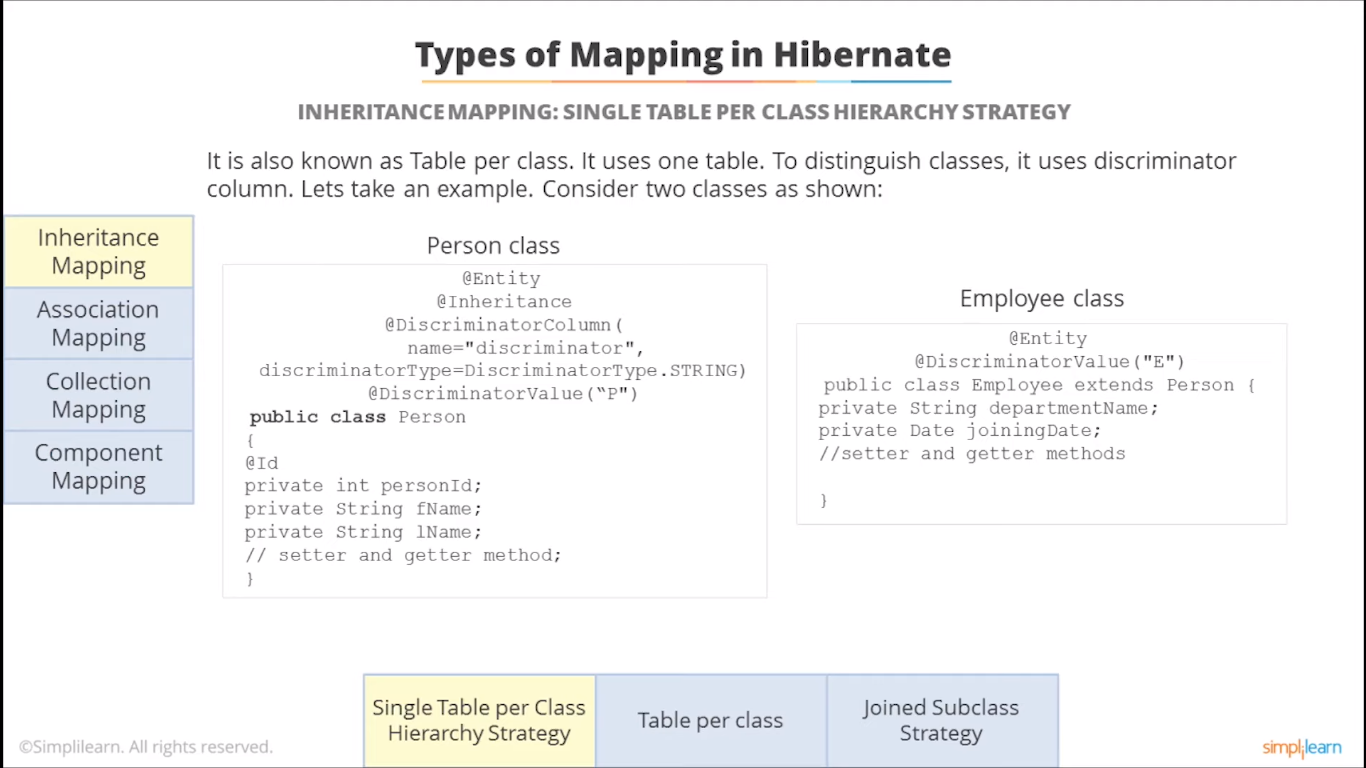 Types of Mapping in Hibernate
INHERITANCE MAPPING: SINGLE TABLE PER CLASS HIERARCHY STRATEGY
It is also known as Table per class. It uses one table. To distinguish classes, it uses discriminator
column. Lets take an example. Consider two classes as shown:
Inheritance
Mapping
Association
Mapping
Collection
Mapping
Component
Mapping
Person class
@Entity
@Inheritance
@DiscriminatorColumn(
name="discriminator",
discriminatorType=DiscriminatorType.STRING)
@DiscriminatorValue(“P")
public class Person
{
@Id
private int personId;
private String fName;
private String lName;
// setter and getter method;
}
Employee class
@Entity
@DiscriminatorValue("E")
public class Employee extends Person {
private String departmentName;
private Date joiningDate;
//setter and getter methods
}
Single Table per Class
Hierarchy Strategy
Table per class
Joined Subclass
Strategy
©Simplilearn. All rights reserved.
simplilearn